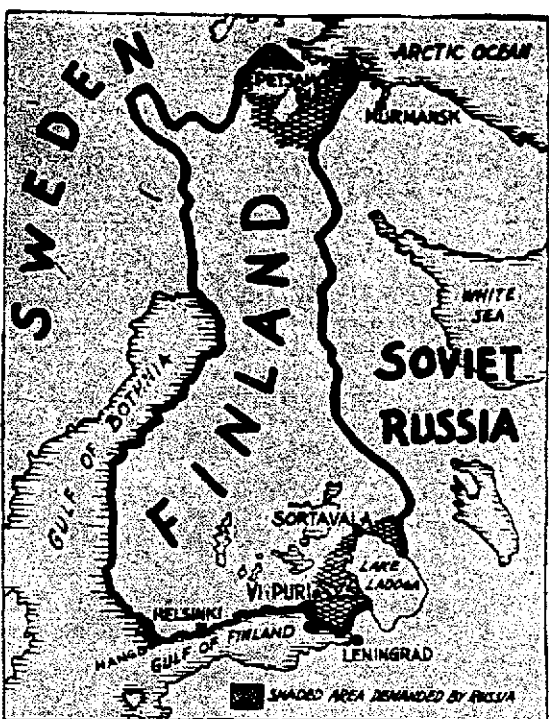 ARCTIC OCEAN
PETSAMO
MURMANSK
SWEDEN
FINLAND
WHITE
SEA
SOVIET
RUSSIA
GULF OF BOTHNIA
SORTAVALA
LAKE
LADOGA
VIIPURI
HELSINKI
HANGO
GULF OF FINLAND
LENINGRAD
SHADED AREA DEMANDED BY RUSSIA